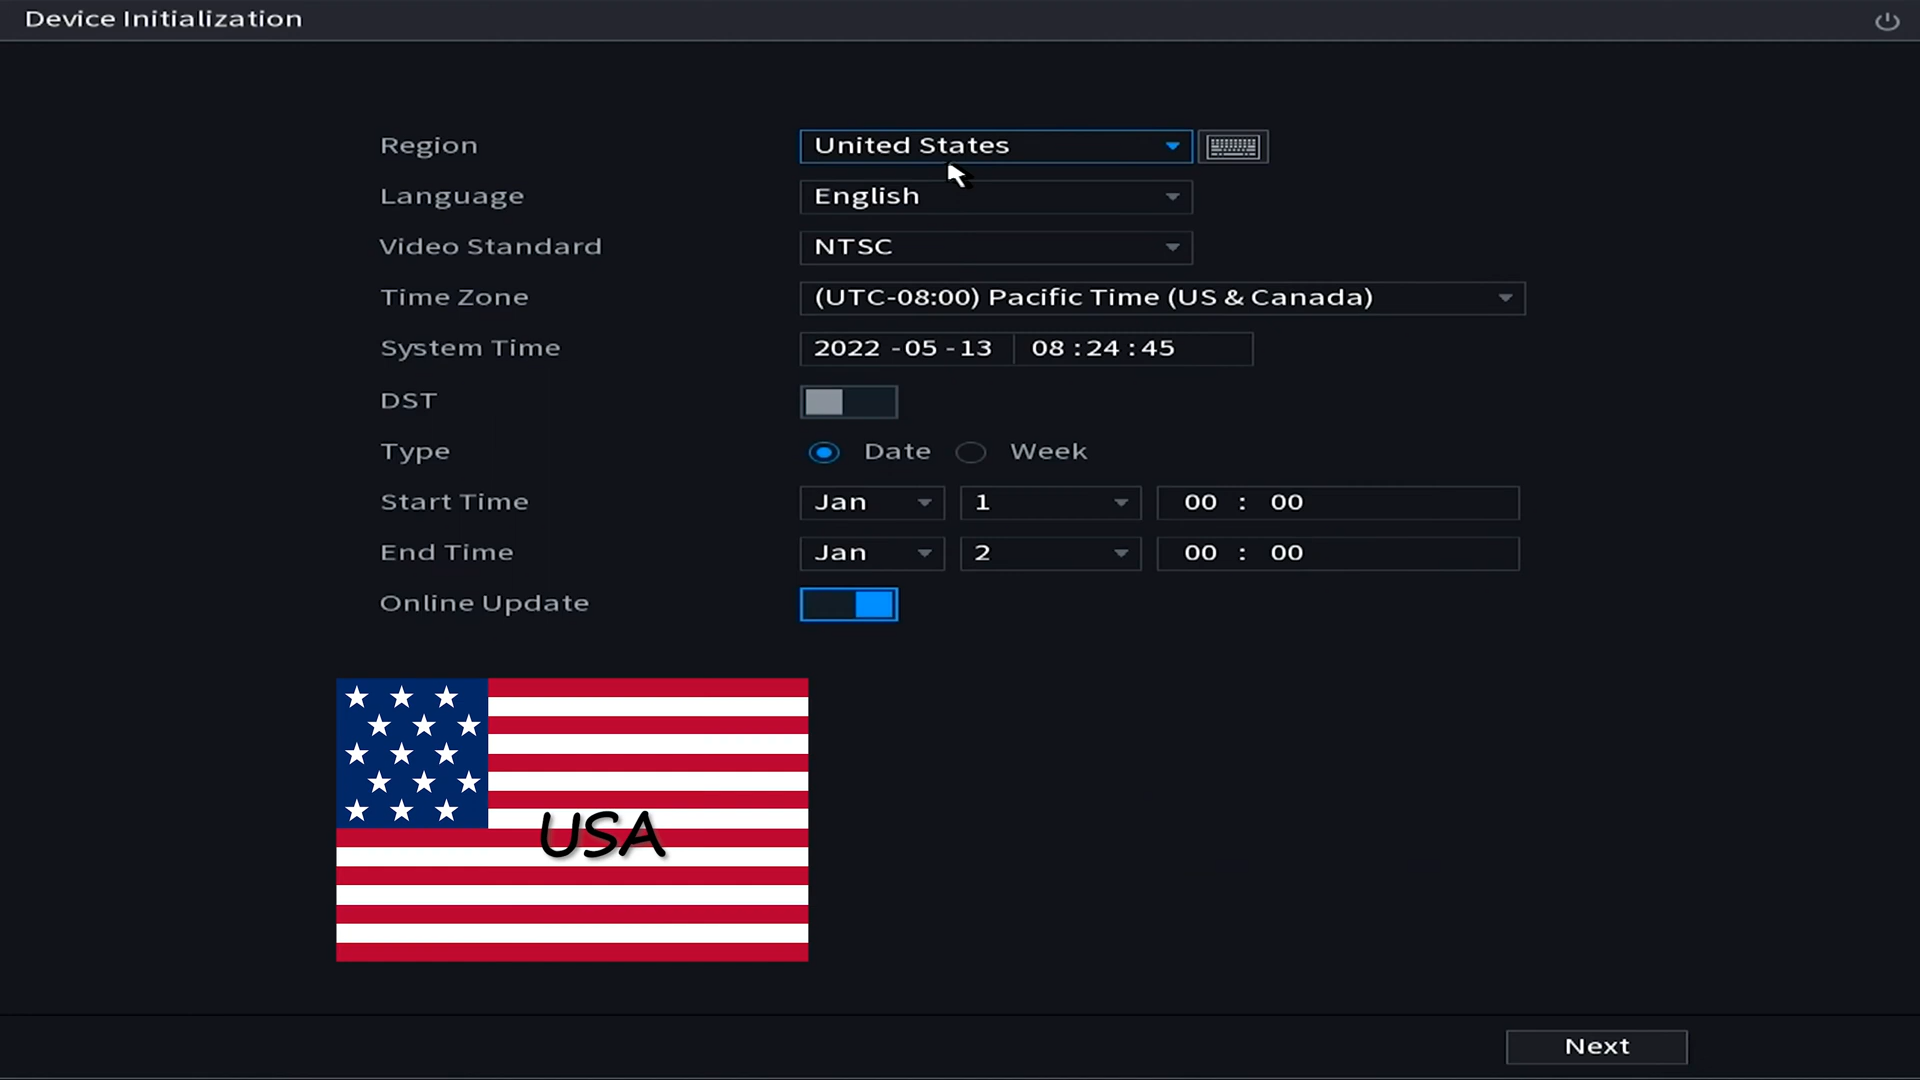 Device Initialization
Region United States
Language English
Video Standard NTSC
Time Zone (UTC-08:00) Pacific Time (US & Canada)
System Time 2022 -05 -13 08 :24 :45
DST
Type Date Week
Start Time Jan 1 00 : 00
End Time Jan 2 00 : 00
Online Update
USA
Next